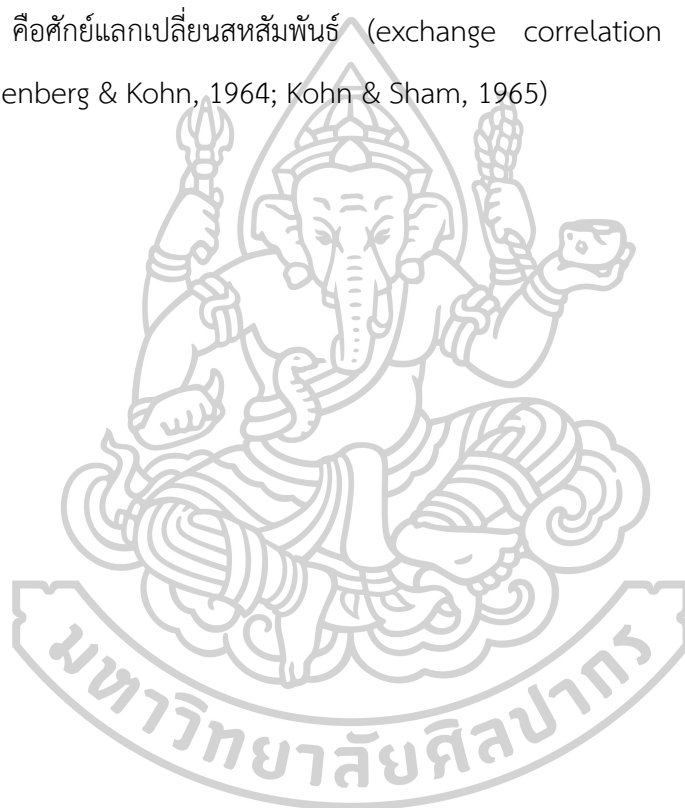 คือศักย์แลกเปลี่ยนสหสัมพันธ์ (exchange correlation
enberg & Kohn, 1964; Kohn & Sham, 1965)
มหาวิทยาลัยศิลปากร